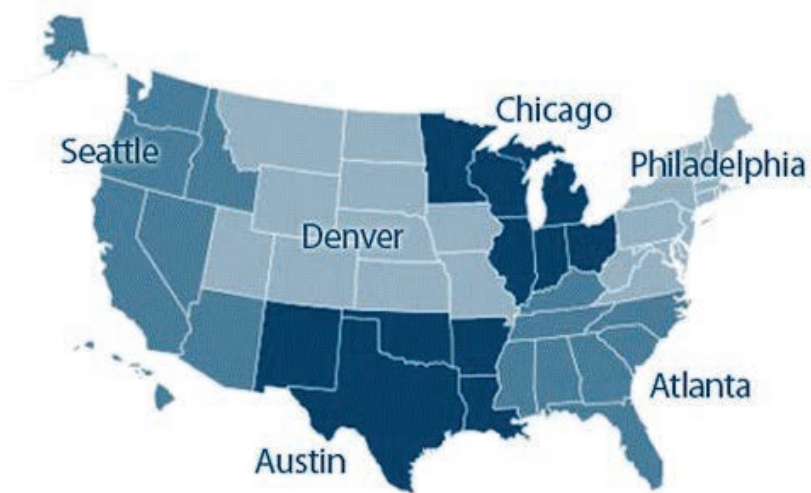 Chicago
Seattle
Philadelphia
Denver
Atlanta
Austin